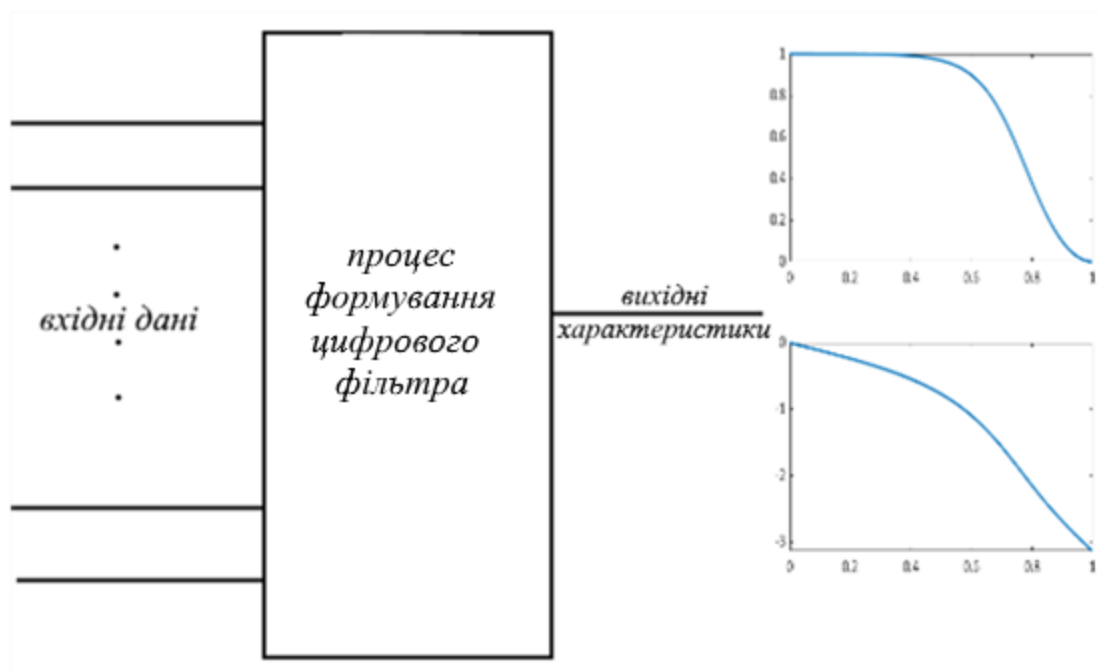 вхідні дані
процес
формування
цифрового
фільтра
вихідні
характеристики
1
0.8
0.6
0.4
0.2
0
0 0.2 0.4 0.6 0.8 1
0
-1
-2
-3
0 0.2 0.4 0.6 0.8 1